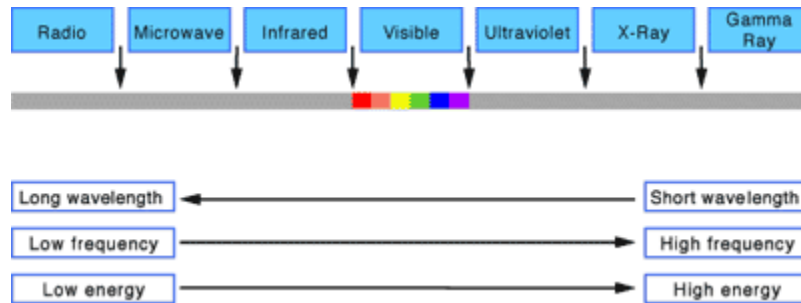 Radio
Microwave
Infrared
Visible
Ultraviolet
X-Ray
Gamma
Ray
Long wavelength
Short wavelength
Low frequency
High frequency
Low energy
High energy